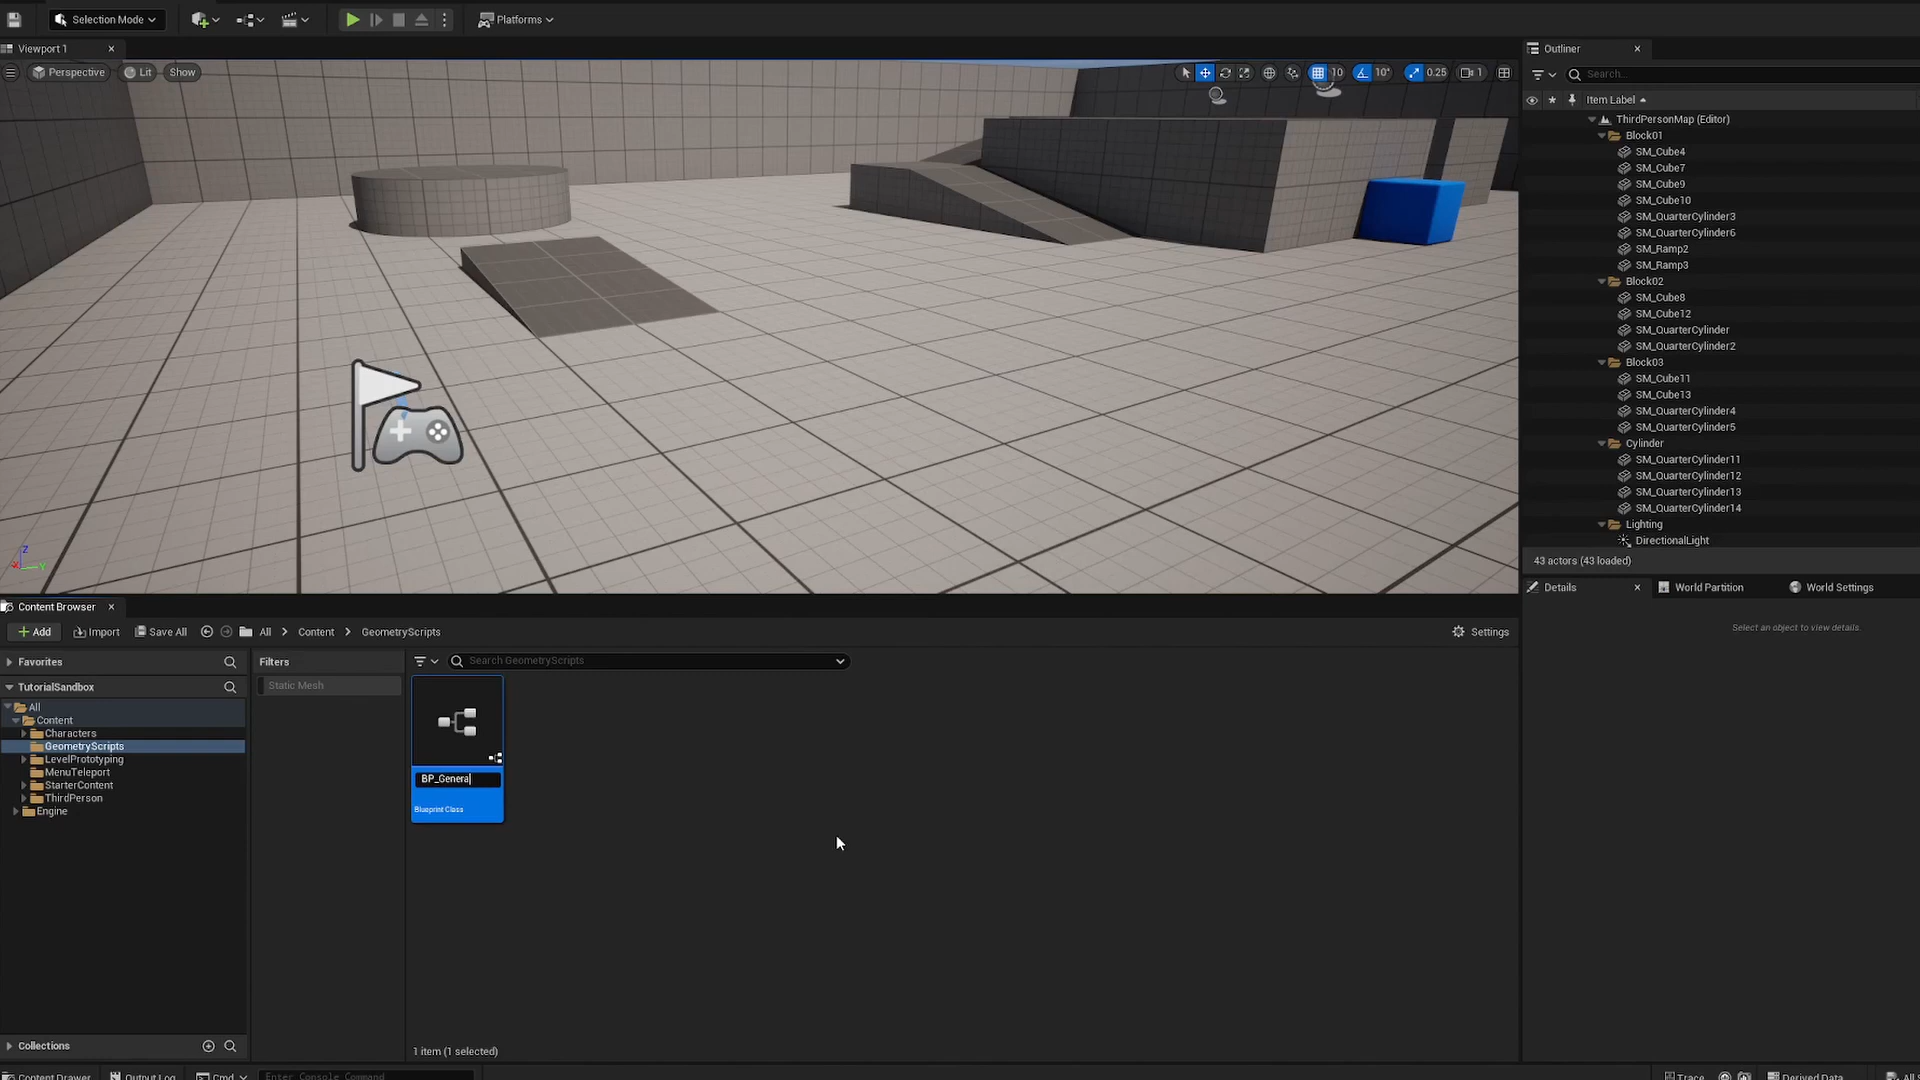 Selection Mode
Platforms
Viewport 1
Perspective
Lit
Show
10
10°
0.25
1
Outliner
Search...
Item Label
ThirdPersonMap (Editor)
Block01
SM_Cube4
SM_Cube7
SM_Cube9
SM_Cube10
SM_QuarterCylinder3
SM_QuarterCylinder6
SM_Ramp2
SM_Ramp3
Block02
SM_Cube8
SM_Cube12
SM_QuarterCylinder
SM_QuarterCylinder2
Block03
SM_Cube11
SM_Cube13
SM_QuarterCylinder4
SM_QuarterCylinder5
Cylinder
SM_QuarterCylinder11
SM_QuarterCylinder12
SM_QuarterCylinder13
SM_QuarterCylinder14
Lighting
DirectionalLight
43 actors (43 loaded)
Z
X
Y
Details
World Partition
World Settings
Select an object to view details.
Content Browser
Add
Import
Save All
All
Content
GeometryScripts
Settings
Favorites
TutorialSandbox
All
Content
Characters
GeometryScripts
LevelPrototyping
MenuTeleport
StarterContent
ThirdPerson
Engine
Collections
Filters
Static Mesh
Search GeometryScripts
BP_Genera
Blueprint Class
1 item (1 selected)
Content Drawer
Output Log
Cmd
Enter Console Command
Trace
Derived Data
All S